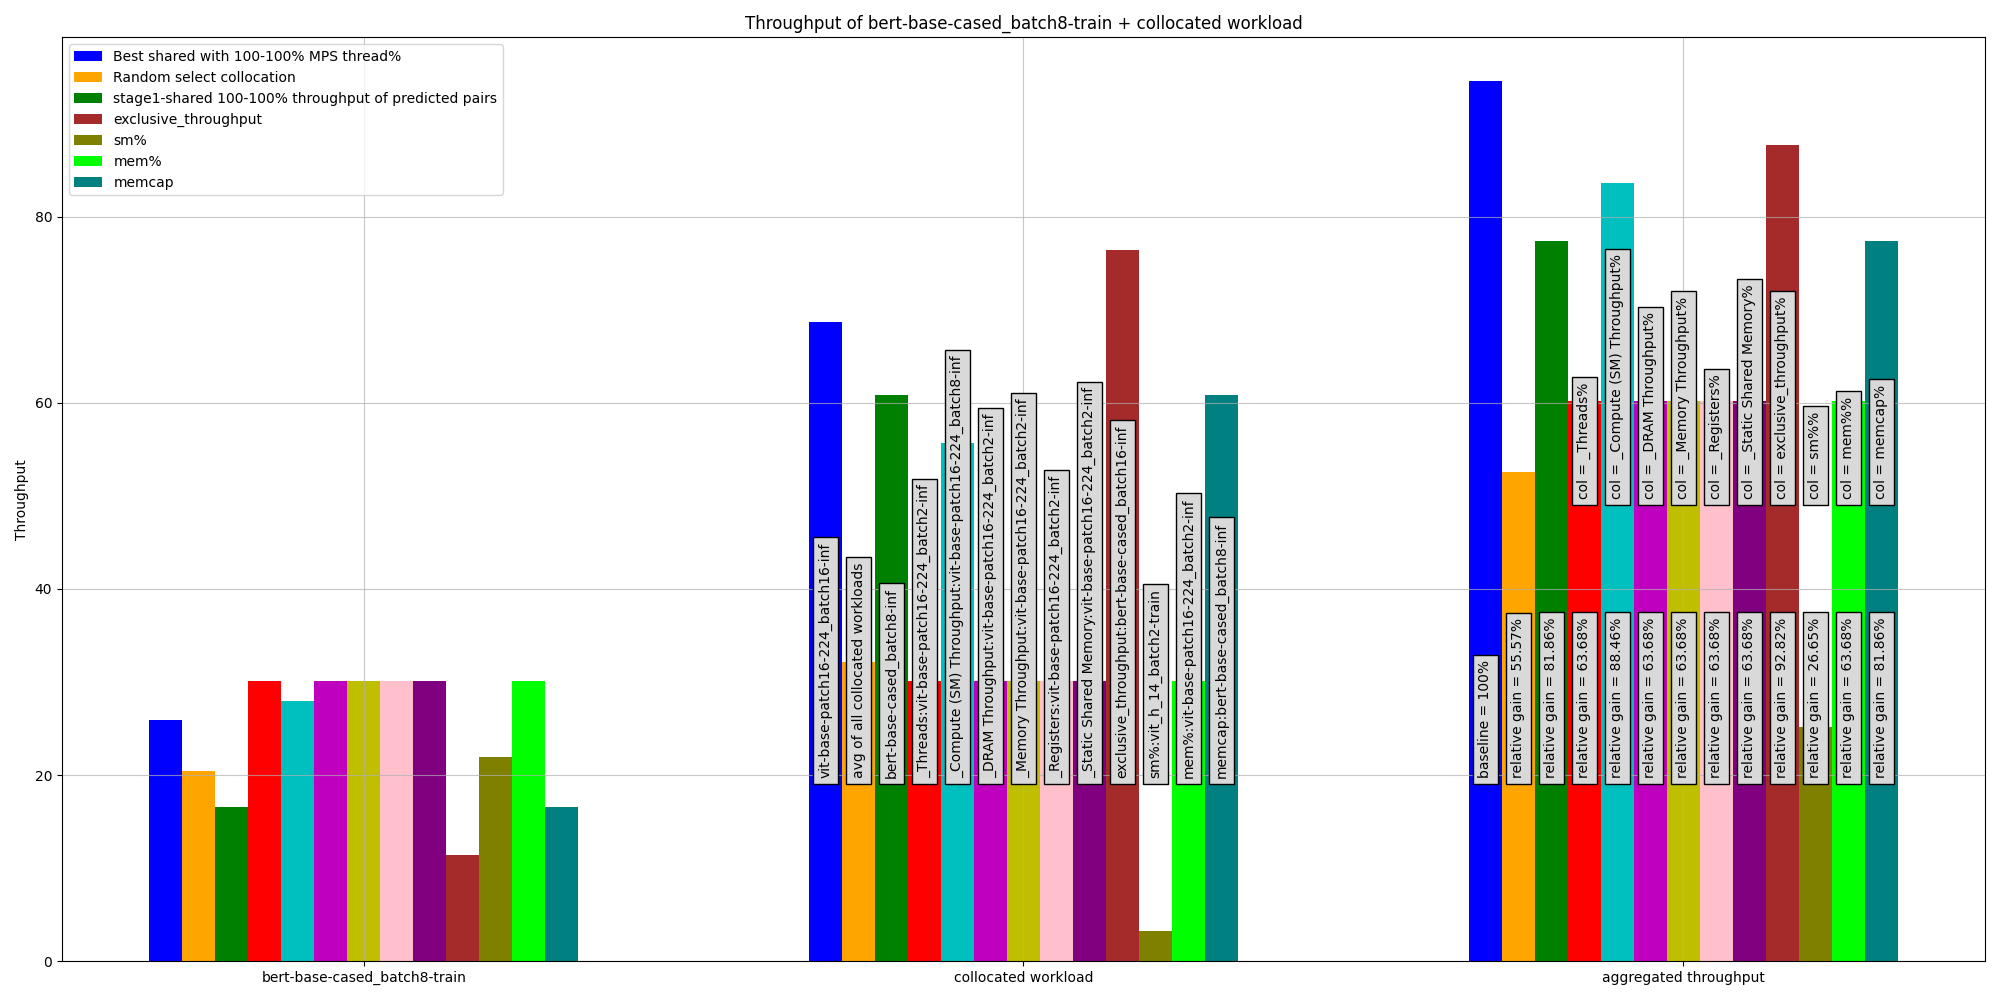 Throughput of bert-base-cased_batch8-train + collocated workload
Best shared with 100-100% MPS thread%
Random select collocation
stage1-shared 100-100% throughput of predicted pairs
exclusive_throughput
sm%
mem%
memcap
Throughput
80
60
40
20
0
vit-base-patch16-224_batch16-inf
avg of all collocated workloads
bert-base-cased_batch8-inf
_Threads:vit-base-patch16-224_batch2-inf
_Compute (SM) Throughput:vit-base-patch16-224_batch8-inf
_DRAM Throughput:vit-base-patch16-224_batch2-inf
_Memory Throughput:vit-base-patch16-224_batch2-inf
_Registers:vit-base-patch16-224_batch2-inf
_Static Shared Memory:vit-base-patch16-224_batch2-inf
exclusive_throughput:bert-base-cased_batch16-inf
sm%:vit_h_14_batch2-train
mem%:vit-base-patch16-224_batch2-inf
memcap:bert-base-cased_batch8-inf
col = _Threads%
col = _Compute (SM) Throughput%
col = _DRAM Throughput%
col = _Memory Throughput%
col = _Registers%
col = _Static Shared Memory%
col = exclusive_throughput%
col = sm%%
col = mem%%
col = memcap%
baseline = 100%
relative gain = 55.57%
relative gain = 81.86%
relative gain = 63.68%
relative gain = 88.46%
relative gain = 63.68%
relative gain = 63.68%
relative gain = 63.68%
relative gain = 63.68%
relative gain = 92.82%
relative gain = 26.65%
relative gain = 63.68%
relative gain = 81.86%
bert-base-cased_batch8-train
collocated workload
aggregated throughput